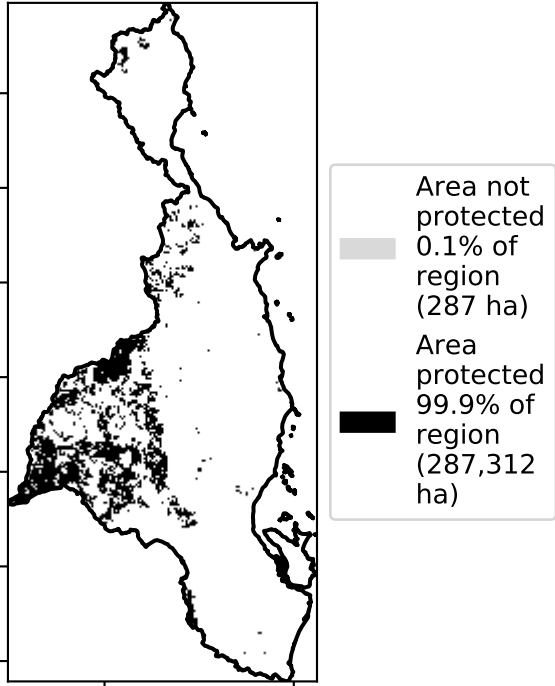 Area not
protected
0.1% of
region
(287 ha)
Area
protected
99.9% of
region
(287,312
ha)